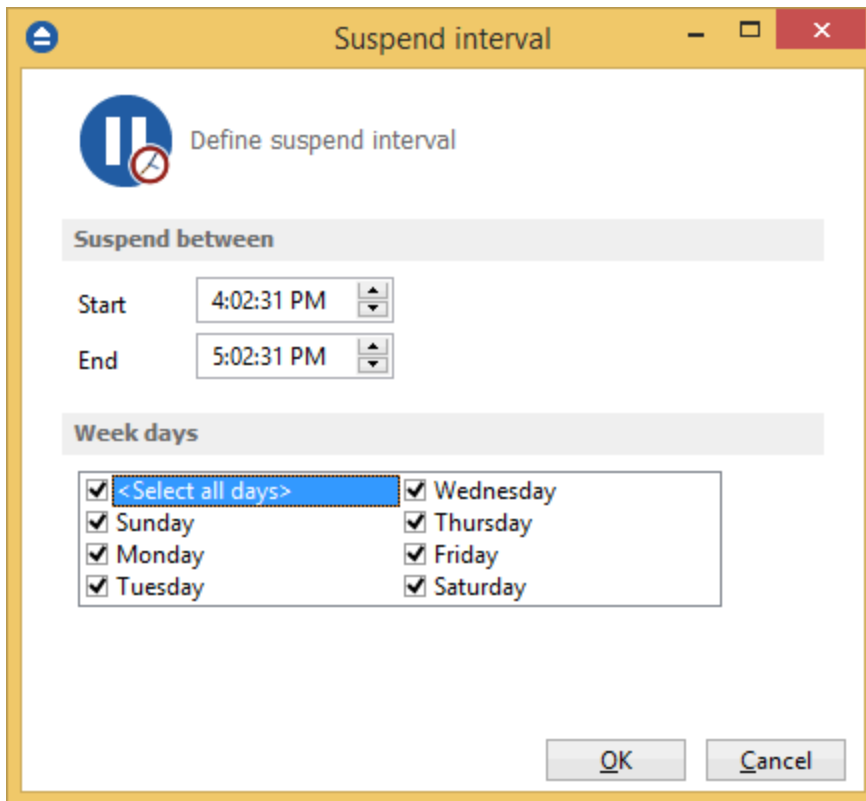 Suspend interval
Define suspend interval
Suspend between
Start 4:02:31 PM
End 5:02:31 PM
Week days
<Select all days> Wednesday
Sunday Thursday
Monday Friday
Tuesday Saturday
OK Cancel